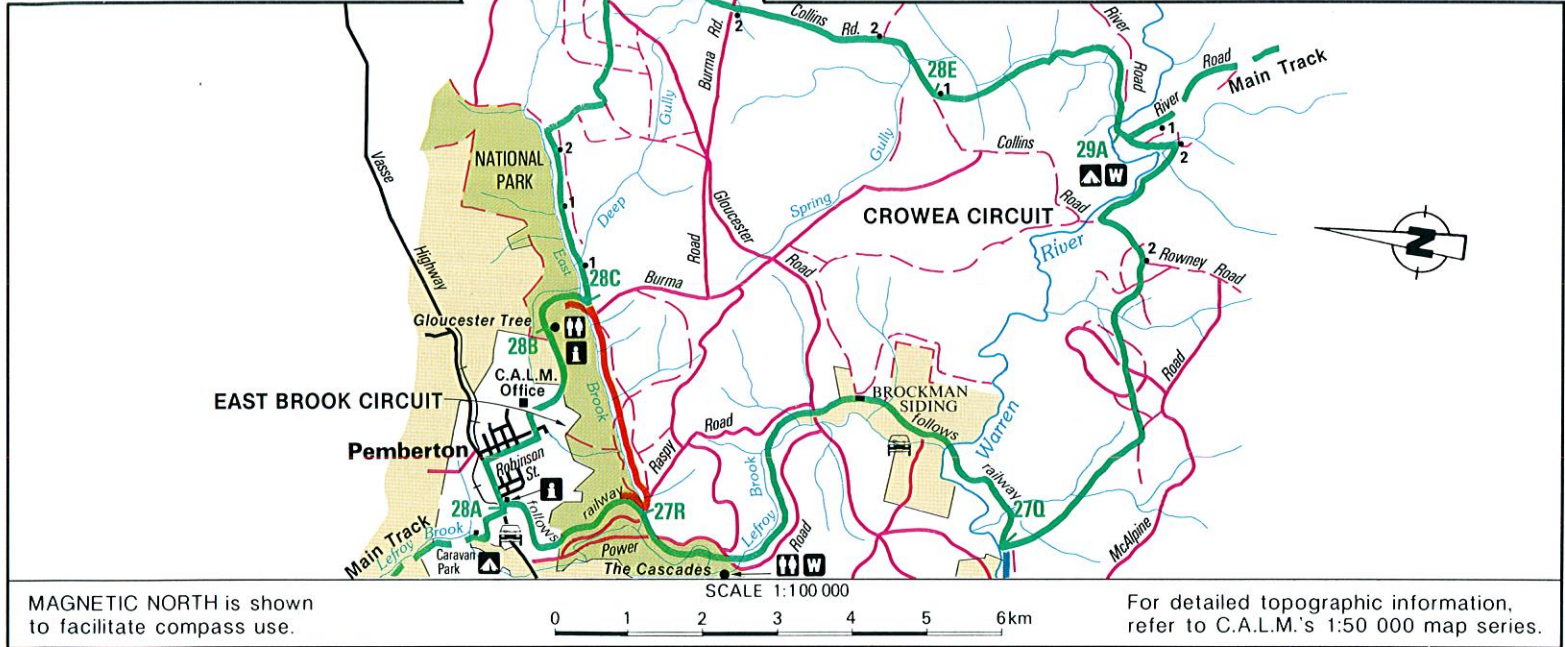 Collins
Rd. 2
2
Burma Rd.
River
Road
28E
1
Road
Main Track
River
1
2
29A
W
Collins
Road
Gully
Gully
Vasse
Highway
NATIONAL
PARK
2
1
1
Deep
East
28C
Spring
Gloucester
Road
Road
CROWEA CIRCUIT
River
2 Rowney Road
N
Burma
Gloucester Tree
28B
i
C.A.L.M.
Office
EAST BROOK CIRCUIT
Brook
Pemberton
Robinson
St.
i
28A
follows
railway
27R
Raspy
Road
Lefroy Brook
Road
BROCKMAN
SIDING
follows
railway
Warren
27Q
Road
McAlpine
Main Track
Lefroy Brook
Caravan
Park
Power
The Cascades
W
MAGNETIC NORTH is shown
to facilitate compass use.
SCALE 1:100 000
0 1 2 3 4 5 6km
For detailed topographic information,
refer to C.A.L.M.'s 1:50 000 map series.